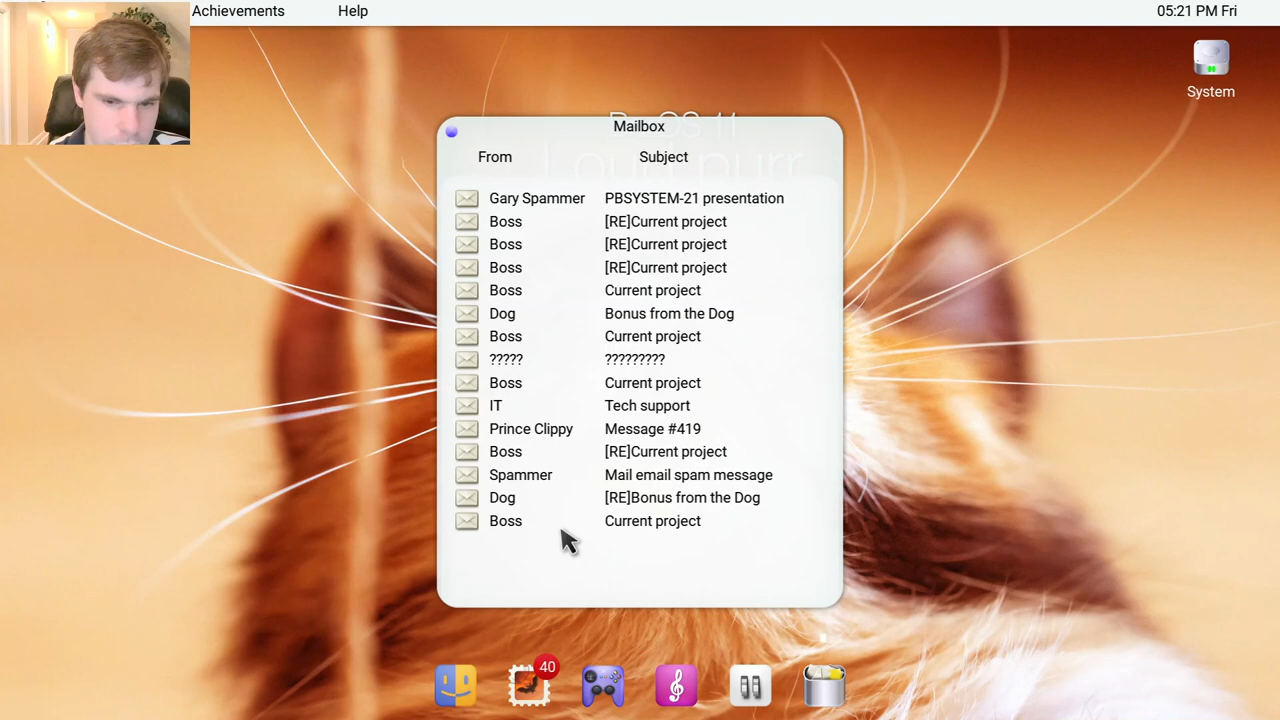 Achievements Help 05:21 PM Fri
System
Mailbox
From Subject
Gary Spammer PBSYSTEM-21 presentation
Boss [RE]Current project
Boss [RE]Current project
Boss [RE]Current project
Boss Current project
Dog Bonus from the Dog
Boss Current project
????? ?????????
Boss Current project
IT Tech support
Prince Clippy Message #419
Boss [RE]Current project
Spammer Mail email spam message
Dog [RE]Bonus from the Dog
Boss Current project
40